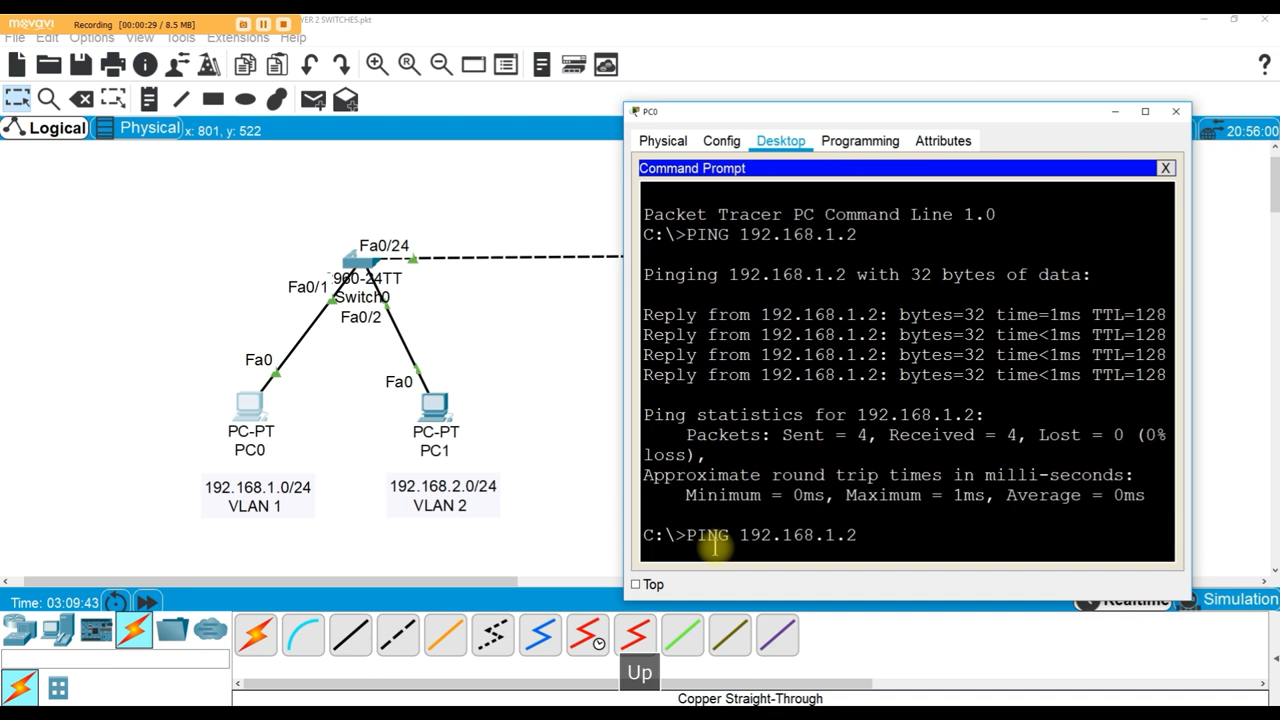 movavi
Recording [00:00:29 / 8.5 MB]
YER 2 SWITCHES.pkt
File Edit Options View Tools Extensions Help
Logical
Physical
x: 801, y: 522
20:56:00
PC0
Physical Config Desktop Programming Attributes
Command Prompt
X
Packet Tracer PC Command Line 1.0
C:\>PING 192.168.1.2
Pinging 192.168.1.2 with 32 bytes of data:
Reply from 192.168.1.2: bytes=32 time=1ms TTL=128
Reply from 192.168.1.2: bytes=32 time<1ms TTL=128
Reply from 192.168.1.2: bytes=32 time<1ms TTL=128
Reply from 192.168.1.2: bytes=32 time<1ms TTL=128
Ping statistics for 192.168.1.2:
Packets: Sent = 4, Received = 4, Lost = 0 (0%
loss),
Approximate round trip times in milli-seconds:
Minimum = 0ms, Maximum = 1ms, Average = 0ms
C:\>PING 192.168.1.2
Top
Fa0/24
960-24TT
Fa0/1
Switch0
Fa0/2
Fa0
Fa0
PC-PT
PC0
PC-PT
PC1
192.168.1.0/24
VLAN 1
192.168.2.0/24
VLAN 2
Time: 03:09:43
Realtime
Simulation
Up
Copper Straight-Through